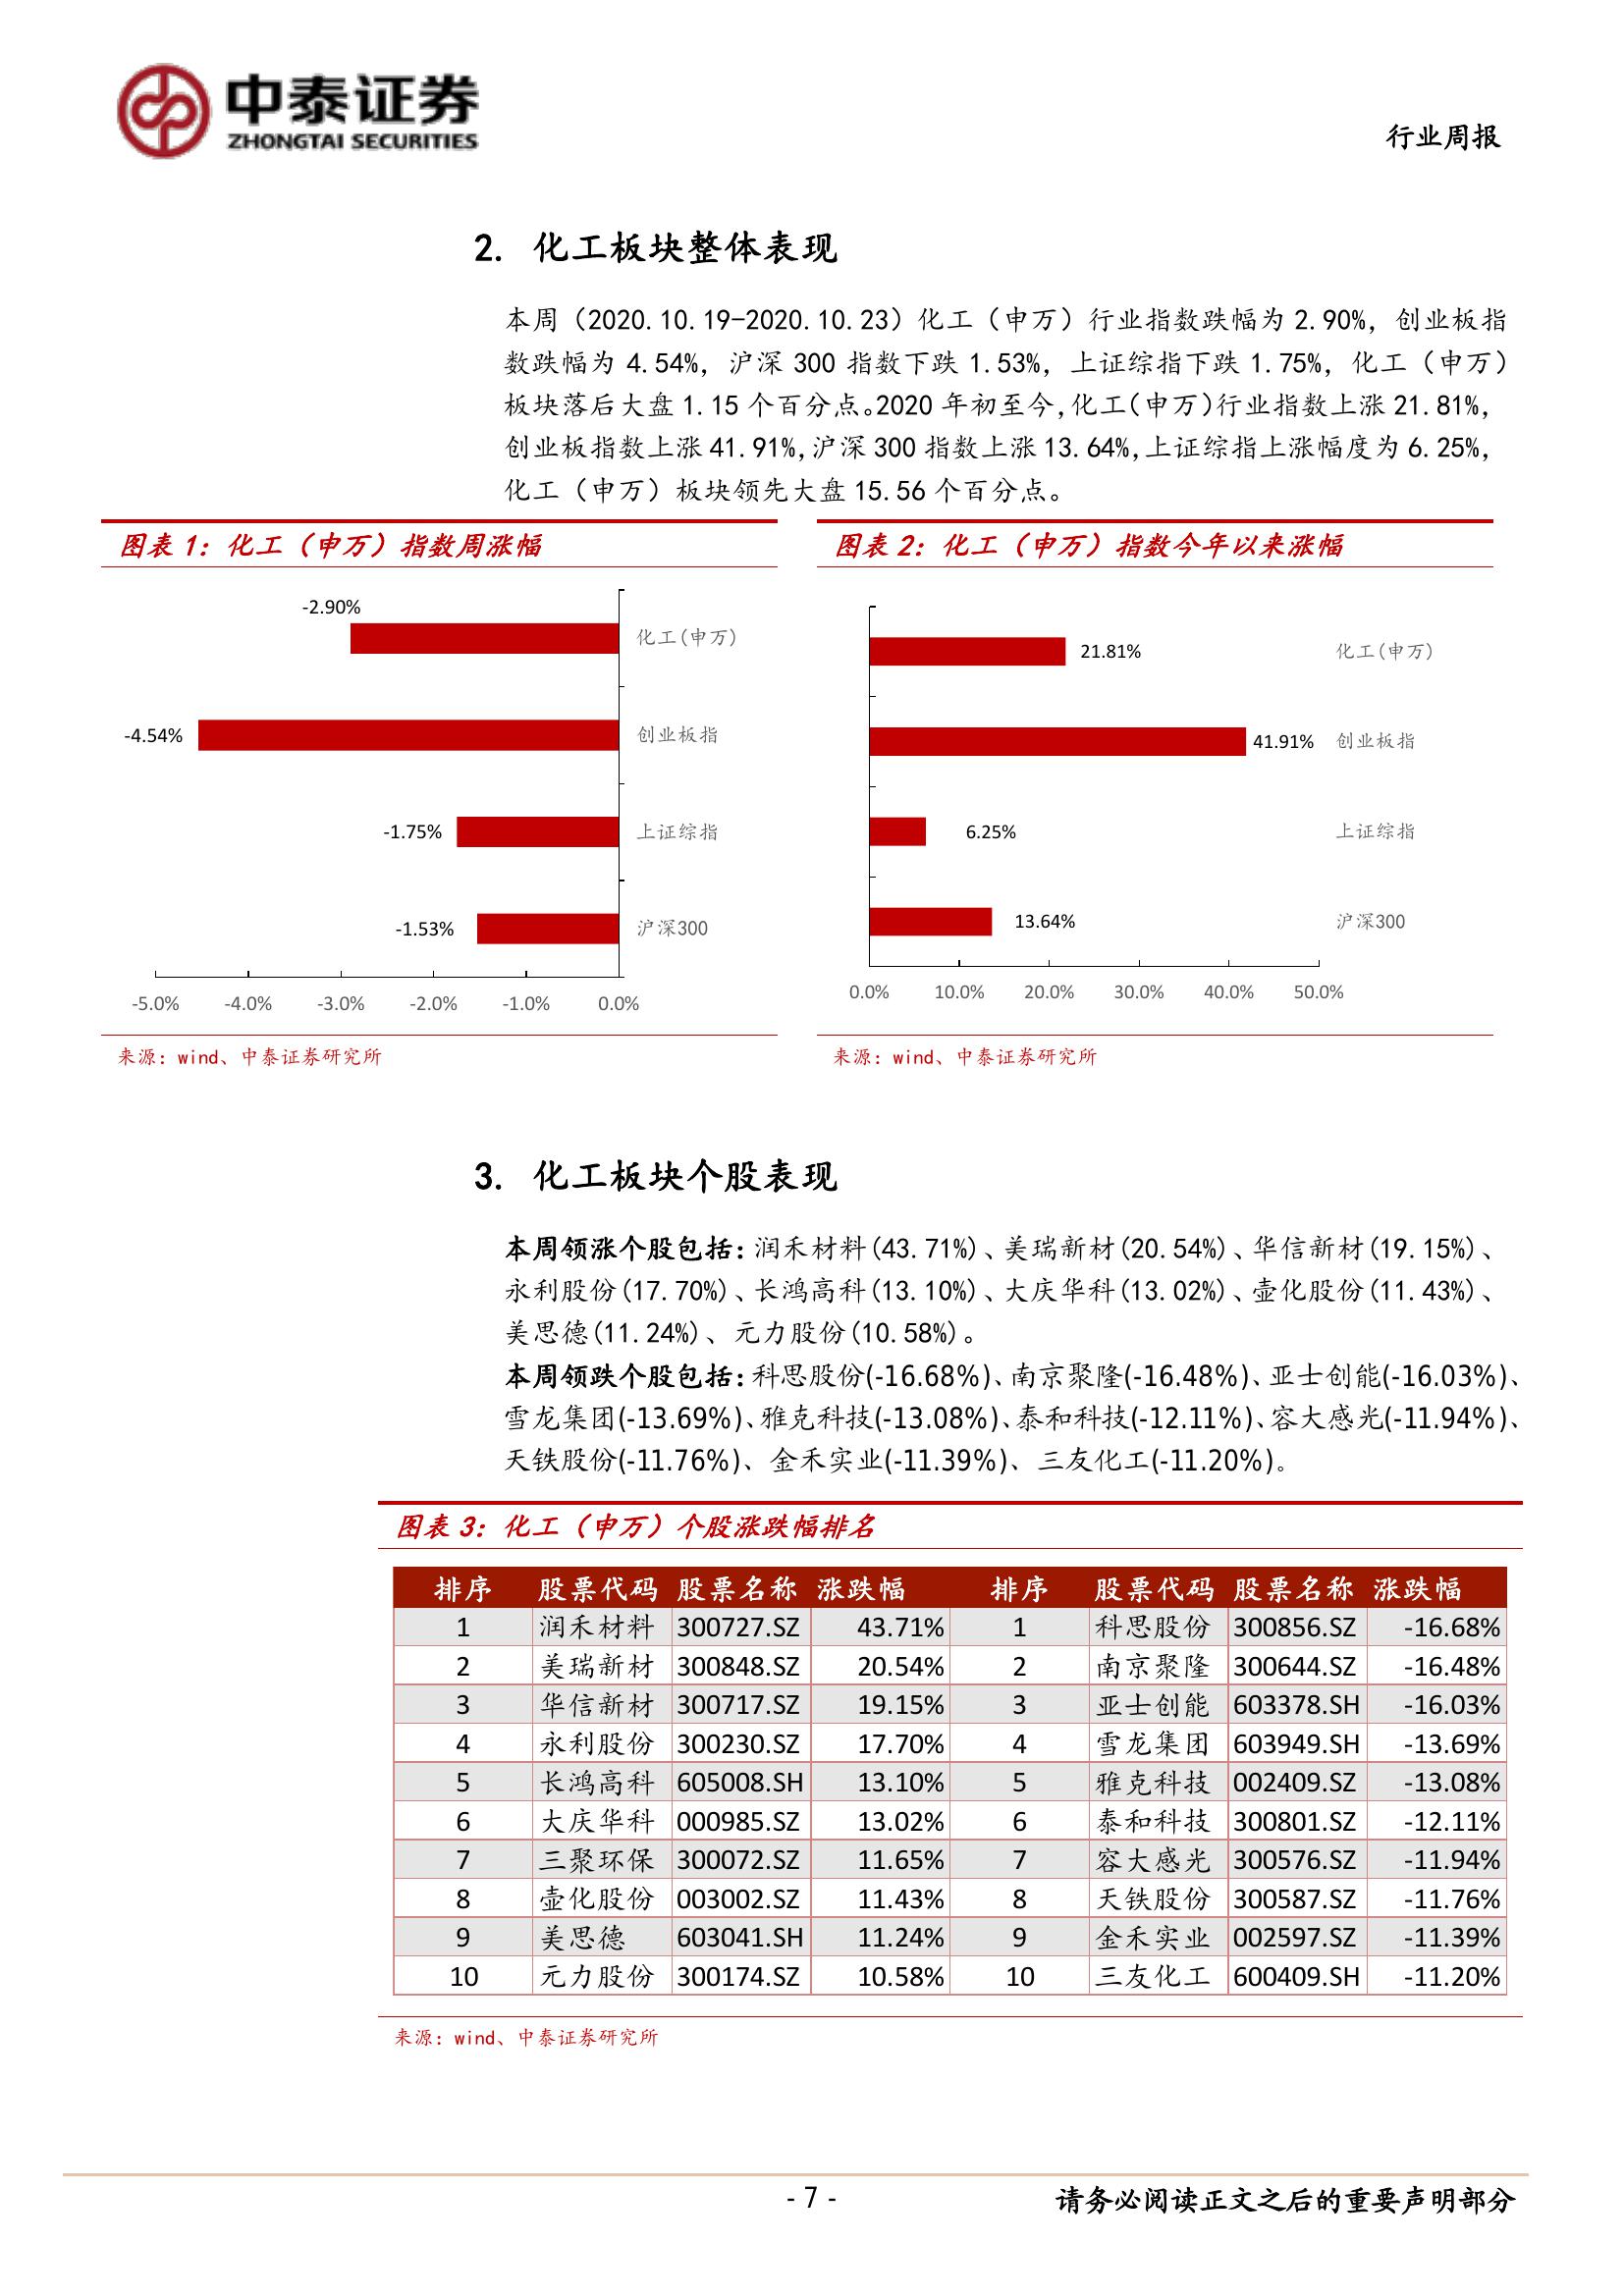 中泰证券
ZHONGTAI SECURITIES
行业周报
2. 化工板块整体表现
本周（2020.10.19-2020.10.23）化工（申万）行业指数跌幅为 2.90%，创业板指
数跌幅为 4.54%，沪深 300 指数下跌 1.53%，上证综指下跌 1.75%，化工（申万）
板块落后大盘 1.15 个百分点。2020 年初至今，化工（申万）行业指数上涨 21.81%，
创业板指数上涨 41.91%，沪深 300 指数上涨 13.64%，上证综指上涨幅度为 6.25%，
化工（申万）板块领先大盘 15.56 个百分点。
图表 1：化工（申万）指数周涨幅
-2.90% 化工(申万)
-4.54% 创业板指
-1.75% 上证综指
-1.53% 沪深300
-5.0% -4.0% -3.0% -2.0% -1.0% 0.0%
来源：wind、中泰证券研究所
图表 2：化工（申万）指数今年以来涨幅
21.81% 化工(申万)
41.91% 创业板指
6.25% 上证综指
13.64% 沪深300
0.0% 10.0% 20.0% 30.0% 40.0% 50.0%
来源：wind、中泰证券研究所
3. 化工板块个股表现
本周领涨个股包括：润禾材料(43.71%)、美瑞新材(20.54%)、华信新材(19.15%)、
永利股份(17.70%)、长鸿高科(13.10%)、大庆华科(13.02%)、壶化股份(11.43%)、
美思德(11.24%)、元力股份(10.58%)。
本周领跌个股包括：科思股份(-16.68%)、南京聚隆(-16.48%)、亚士创能(-16.03%)、
雪龙集团(-13.69%)、雅克科技(-13.08%)、泰和科技(-12.11%)、容大感光(-11.94%)、
天铁股份(-11.76%)、金禾实业(-11.39%)、三友化工(-11.20%)。
图表 3：化工（申万）个股涨跌幅排名
排序 股票代码 股票名称 涨跌幅 排序 股票代码 股票名称 涨跌幅
1 润禾材料 300727.SZ 43.71% 1 科思股份 300856.SZ -16.68%
2 美瑞新材 300848.SZ 20.54% 2 南京聚隆 300644.SZ -16.48%
3 华信新材 300717.SZ 19.15% 3 亚士创能 603378.SH -16.03%
4 永利股份 300230.SZ 17.70% 4 雪龙集团 603949.SH -13.69%
5 长鸿高科 605008.SH 13.10% 5 雅克科技 002409.SZ -13.08%
6 大庆华科 000985.SZ 13.02% 6 泰和科技 300801.SZ -12.11%
7 三聚环保 300072.SZ 11.65% 7 容大感光 300576.SZ -11.94%
8 壶化股份 003002.SZ 11.43% 8 天铁股份 300587.SZ -11.76%
9 美思德 603041.SH 11.24% 9 金禾实业 002597.SZ -11.39%
10 元力股份 300174.SZ 10.58% 10 三友化工 600409.SH -11.20%
来源：wind、中泰证券研究所
- 7 -
请务必阅读正文之后的重要声明部分